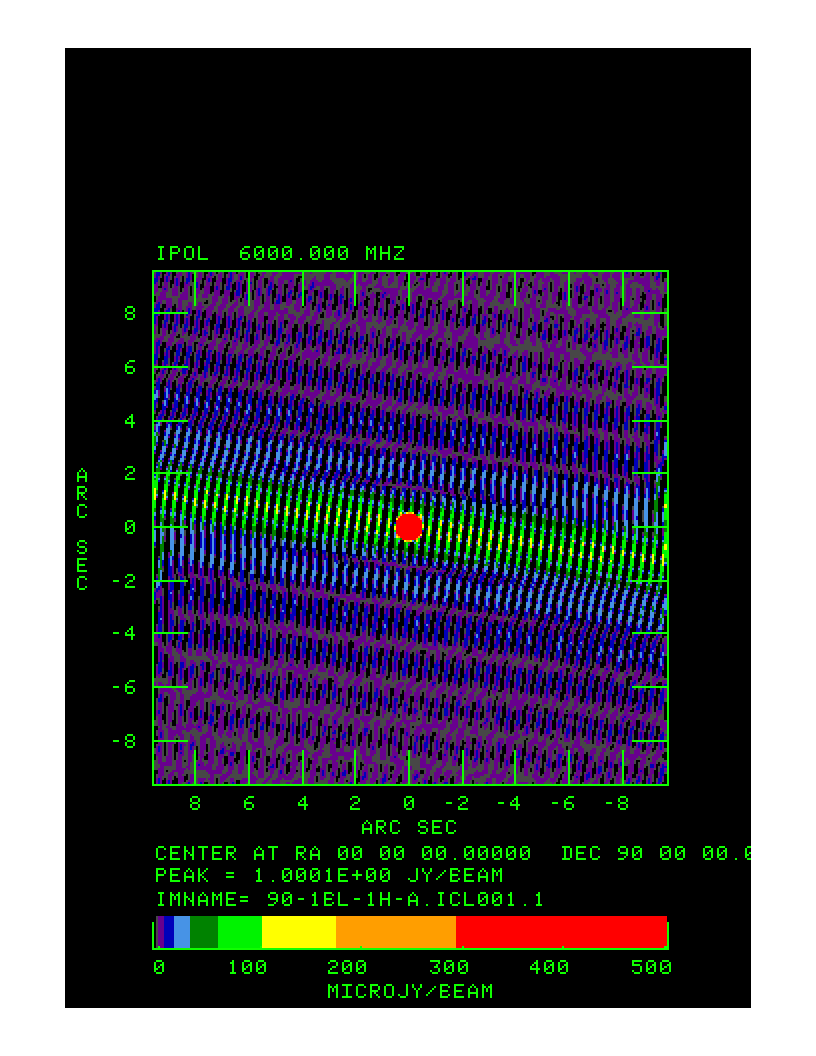 IPOL 6000.000 MHZ
8
6
4
2
0
-2
-4
-6
-8
ARC SEC
8 6 4 2 0 -2 -4 -6 -8
ARC SEC
CENTER AT RA 00 00 00.00000 DEC 90 00 00.0
PEAK = 1.0001E+00 JY/BEAM
IMNAME= 90-1BL-1H-A.ICL001.1
0 100 200 300 400 500
MICROJY/BEAM